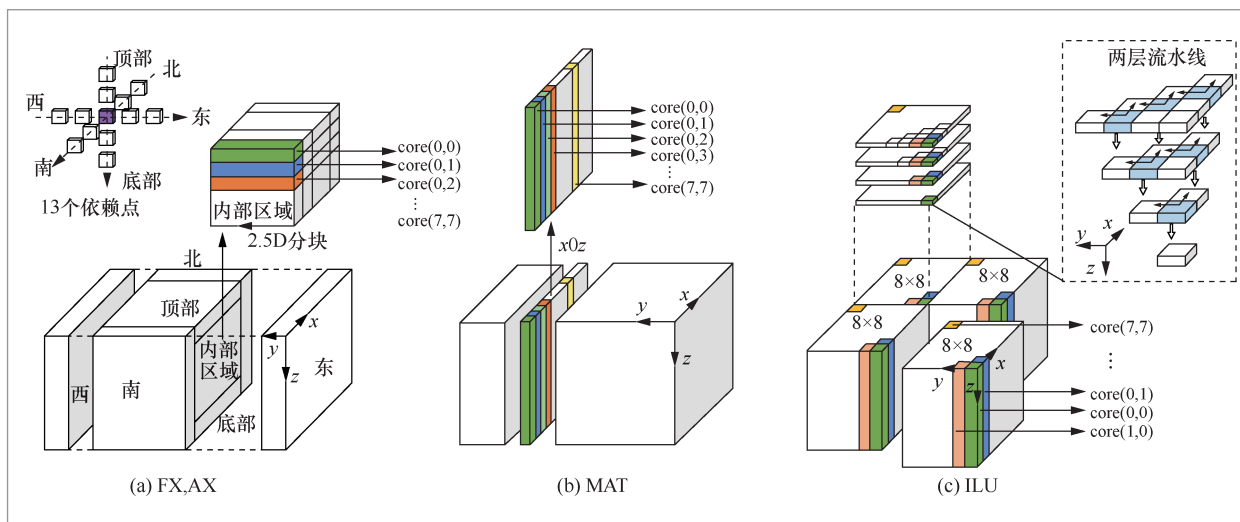 顶部
北
西
东
南
底部
13个依赖点
core(0,0)
core(0,1)
core(0,2)
⋮
core(7,7)
内部区域
2.5D分块
北
顶部
内部
区域
西
南
底部
东
x
y
z
(a) FX,AX
core(0,0)
core(0,1)
core(0,2)
core(0,3)
⋮
core(7,7)
x0z
x
y
z
(b) MAT
两层流水线
x
y
z
8×8
8×8
8×8
8×8
x
y
z
core(7,7)
⋮
core(0,1)
core(0,0)
core(1,0)
(c) ILU